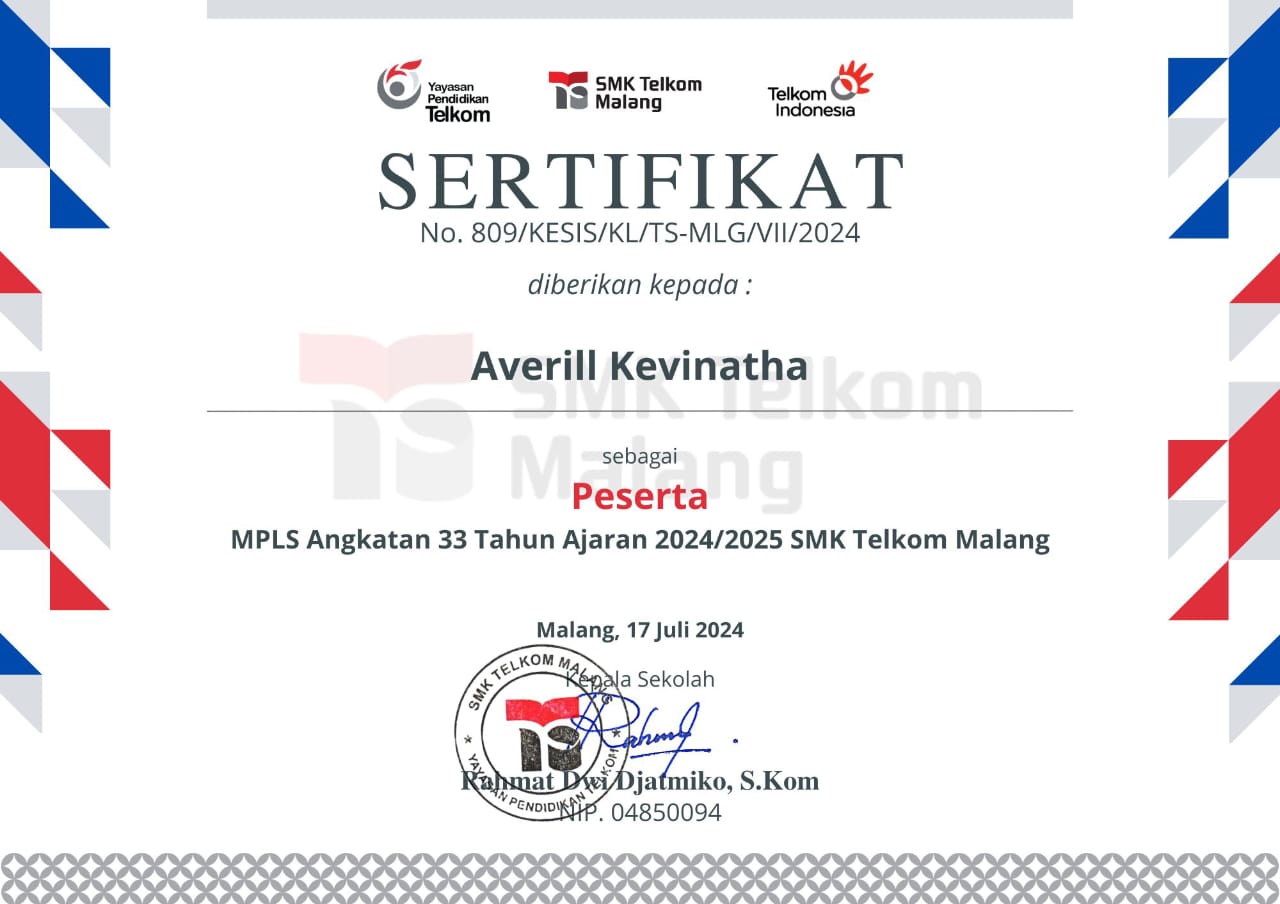 Yayasan
Pendidikan
Telkom
SMK Telkom
Malang
Telkom
Indonesia
SERTIFIKAT
No. 809/KESIS/KL/TS-MLG/VII/2024
diberikan kepada :
Averill Kevinatha
SMK Telkom
Malang
sebagai
Peserta
MPLS Angkatan 33 Tahun Ajaran 2024/2025 SMK Telkom Malang
Malang, 17 Juli 2024
Kepala Sekolah
SMK TELKOM MALANG
YAYASAN PENDIDIKAN TELKOM
Rahmat Dwi Djatmiko, S.Kom
NIP. 04850094